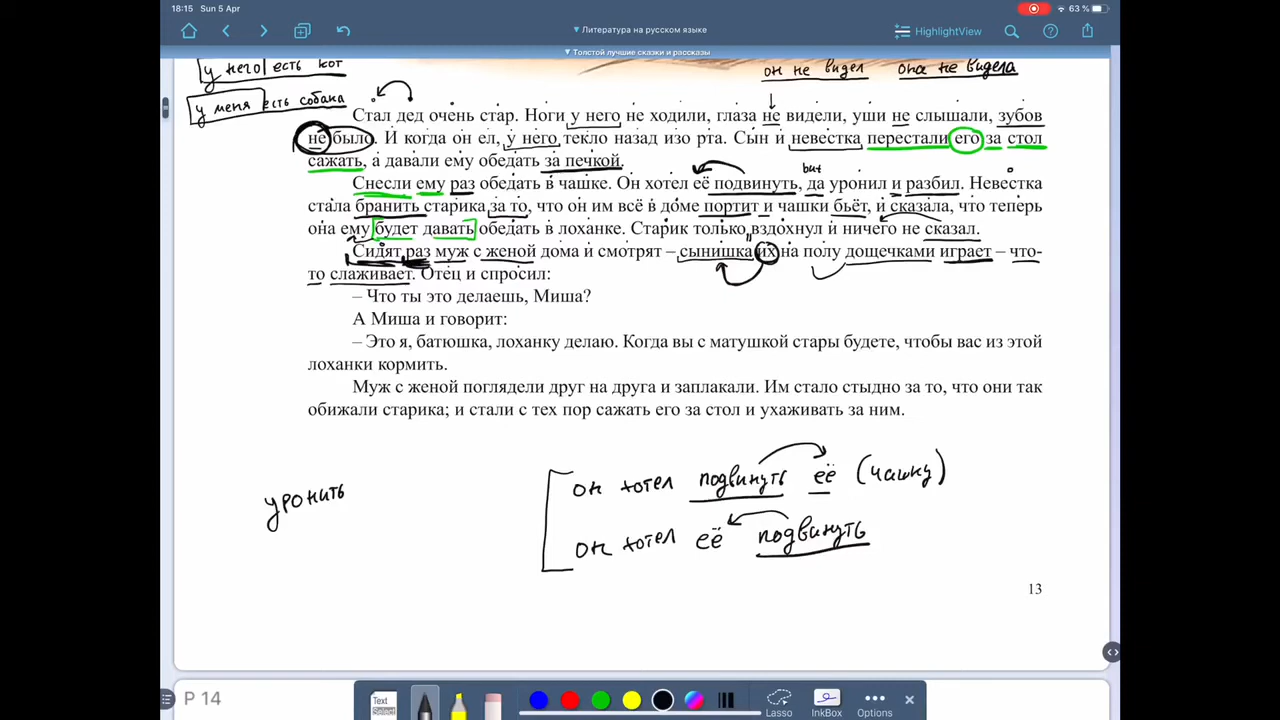 18:15 Sun 5 Apr
63 %
Литература на русском языке
HighlightView
Толстой лучшие сказки и рассказы
у него есть кот
он не видел она не видела
у меня есть собака
Стал дед очень стар. Ноги у него не ходили, глаза не видели, уши не слышали, зубов
не было. И когда он ел, у него текло назад изо рта. Сын и невестка перестали его за стол
сажать, а давали ему обедать за печкой.
but
Снесли ему раз обедать в чашке. Он хотел её подвинуть, да уронил и разбил. Невестка
стала бранить старика за то, что он им всё в доме портит и чашки бьёт, и сказала, что теперь
она ему будет давать обедать в лоханке. Старик только вздохнул и ничего не сказал.
Сидят раз муж с женой дома и смотрят – сынишка их на полу дощечками играет – что-
то слаживает. Отец и спросил:
– Что ты это делаешь, Миша?
А Миша и говорит:
– Это я, батюшка, лоханку делаю. Когда вы с матушкой стары будете, чтобы вас из этой
лоханки кормить.
Муж с женой поглядели друг на друга и заплакали. Им стало стыдно за то, что они так
обижали старика; и стали с тех пор сажать его за стол и ухаживать за ним.
он хотел подвинуть её (чашку)
уронить
он хотел её подвинуть
13
P 14
Text
Lasso
InkBox
Options